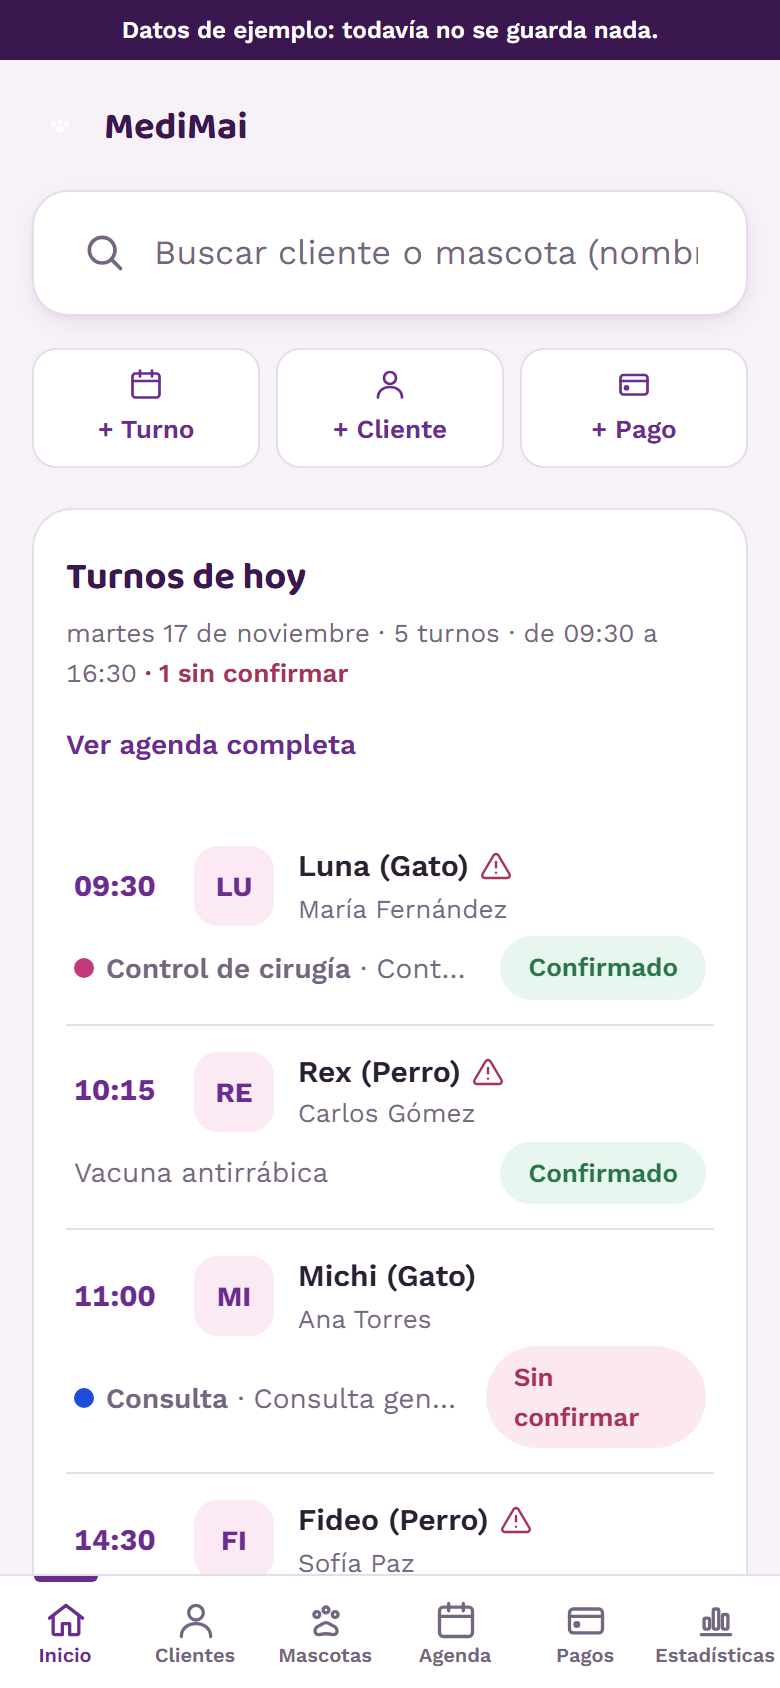 Datos de ejemplo: todavía no se guarda nada.
MediMai
Buscar cliente o mascota (nomb
+ Turno
+ Cliente
+ Pago
Turnos de hoy
martes 17 de noviembre · 5 turnos · de 09:30 a
16:30 · 1 sin confirmar
Ver agenda completa
09:30
LU
Luna (Gato)
María Fernández
Control de cirugía · Cont...
Confirmado
10:15
RE
Rex (Perro)
Carlos Gómez
Vacuna antirrábica
Confirmado
11:00
MI
Michi (Gato)
Ana Torres
Consulta · Consulta gen...
Sin
confirmar
14:30
FI
Fideo (Perro)
Sofía Paz
Inicio
Clientes
Mascotas
Agenda
Pagos
Estadísticas